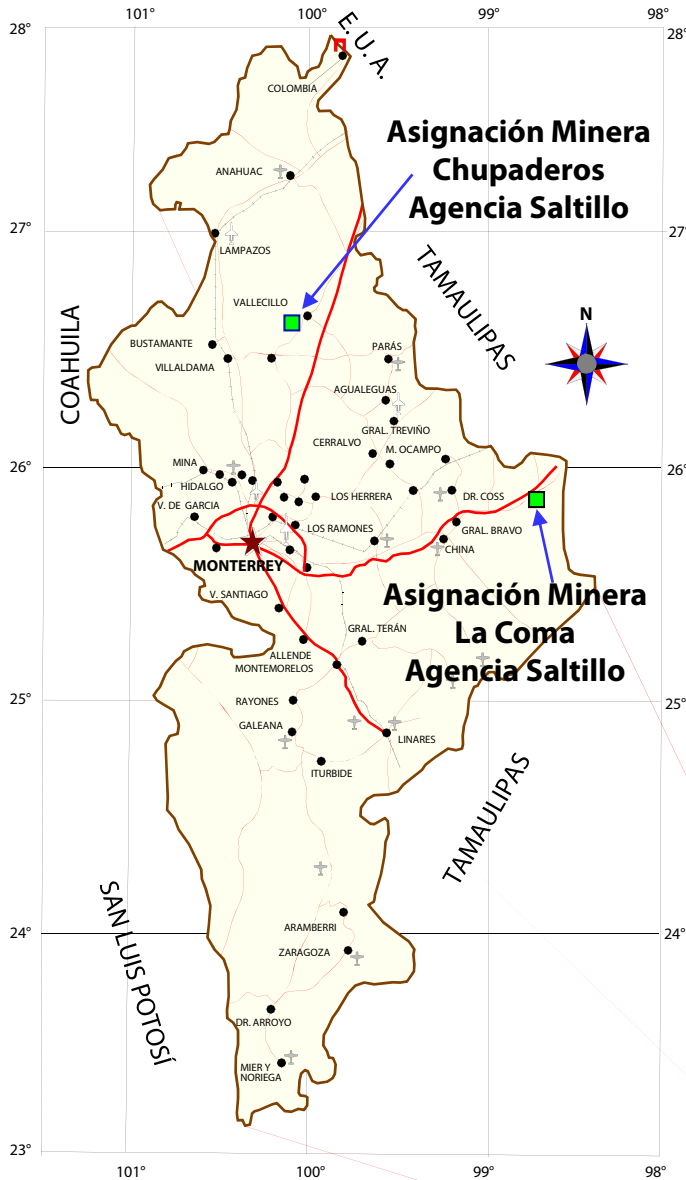 101°
100°
99°
98°
28°
28°
E. U. A.
COLOMBIA
Asignación Minera
Chupaderos
Agencia Saltillo
ANAHUAC
27°
27°
LAMPAZOS
TAMAULIPAS
COAHUILA
VALLECILLO
N
BUSTAMANTE
VILLALDAMA
PARÁS
AGUALEGUAS
GRAL. TREVIÑO
CERRALVO
M. OCAMPO
26°
26°
MINA
HIDALGO
LOS HERRERA
DR. COSS
V. DE GARCIA
LOS RAMONES
GRAL. BRAVO
CHINA
MONTERREY
Asignación Minera
La Coma
Agencia Saltillo
V. SANTIAGO
GRAL. TERÁN
ALLENDE
MONTEMORELOS
25°
25°
RAYONES
GALEANA
LINARES
ITURBIDE
TAMAULIPAS
SAN LUIS POTOSÍ
ARAMBERRI
24°
24°
ZARAGOZA
DR. ARROYO
MIER Y
NORIEGA
23°
23°
101°
100°
99°
98°